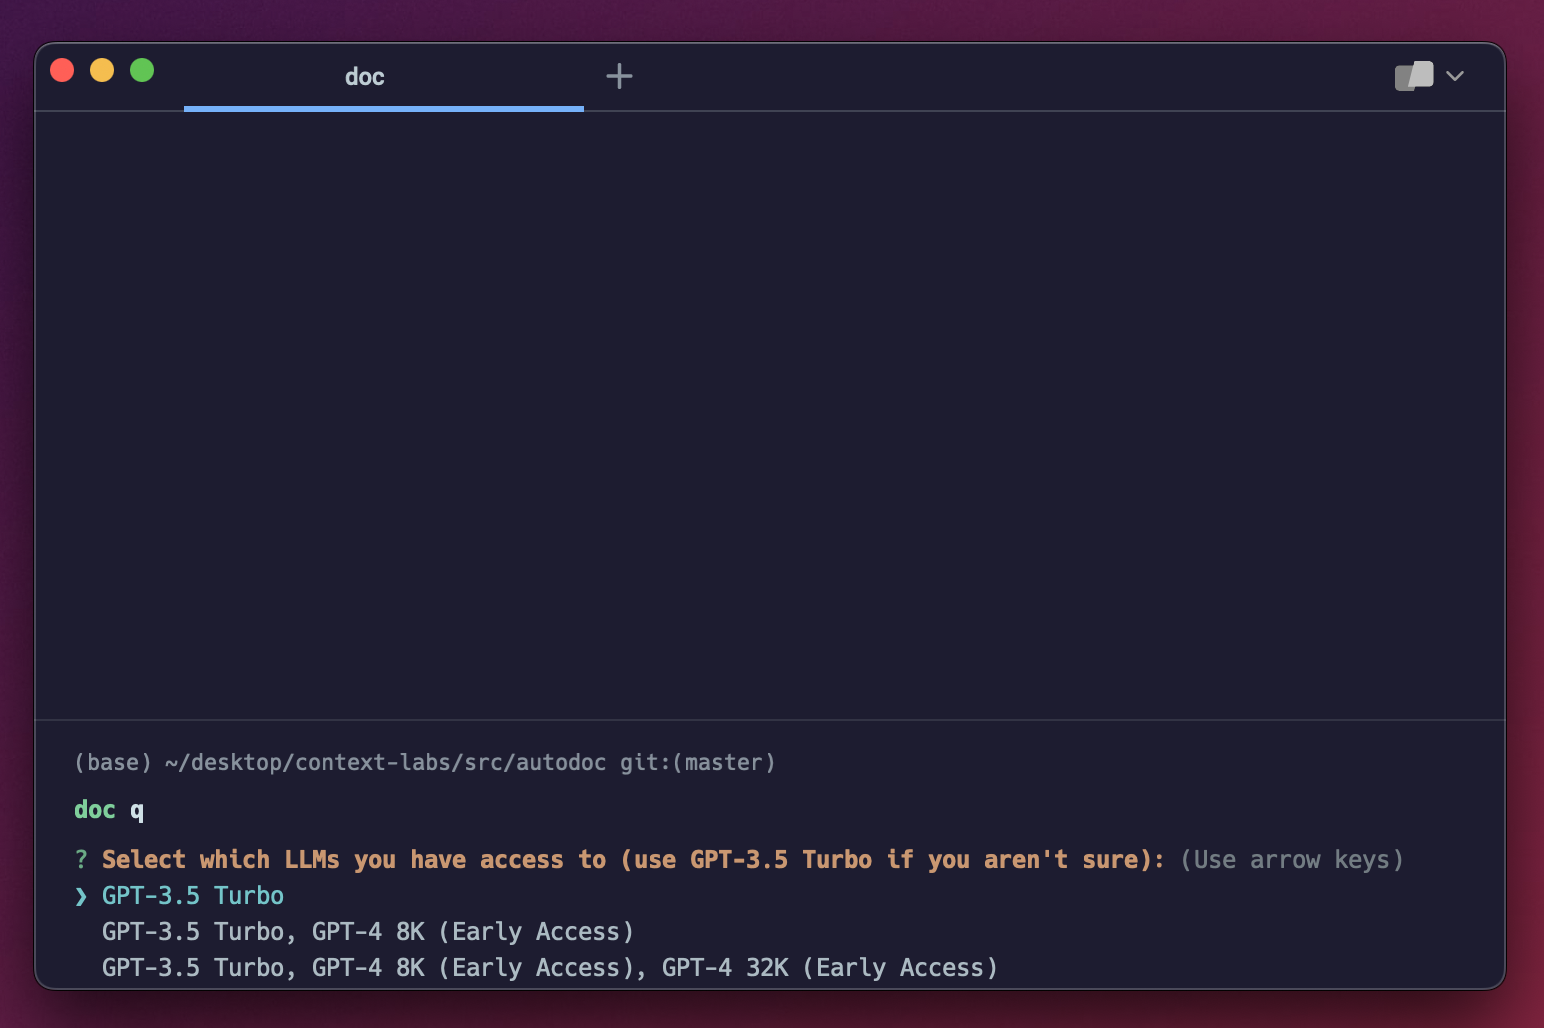 doc
(base) ~/desktop/context-labs/src/autodoc git:(master)
doc q
? Select which LLMs you have access to (use GPT-3.5 Turbo if you aren't sure): (Use arrow keys)
❯ GPT-3.5 Turbo
GPT-3.5 Turbo, GPT-4 8K (Early Access)
GPT-3.5 Turbo, GPT-4 8K (Early Access), GPT-4 32K (Early Access)